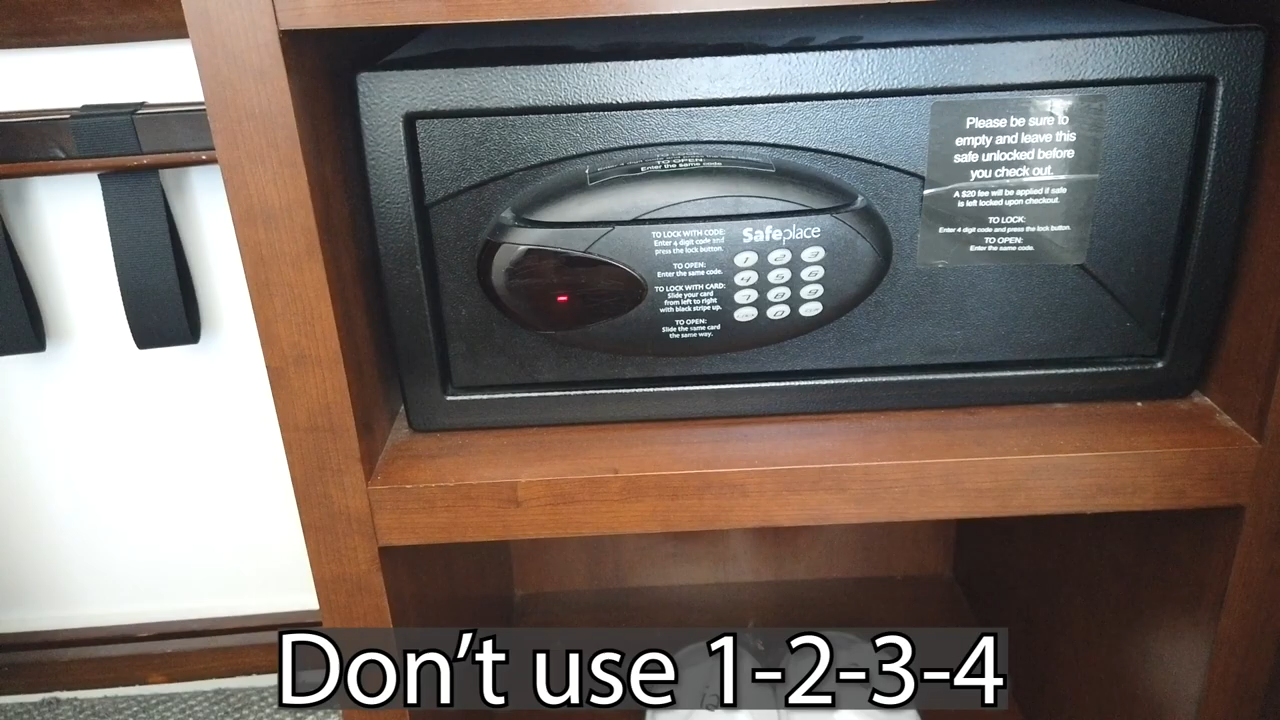 Please be sure to
empty and leave this
safe unlocked before
you check out.
A $20 fee will be applied if safe
is left locked upon checkout.
TO LOCK:
Enter 4 digit code and press the lock button.
TO OPEN:
Enter the same code.
TO OPEN:
Enter the same code
Safeplace
TO LOCK WITH CODE:
Enter 4 digit code and
press the lock button.
TO OPEN:
Enter the same code.
TO LOCK WITH CARD:
Slide your card
from left to right
with black stripe up.
TO OPEN:
Slide the same card
the same way.
1 2 3
4 5 6
7 8 9
0
Don't use 1-2-3-4